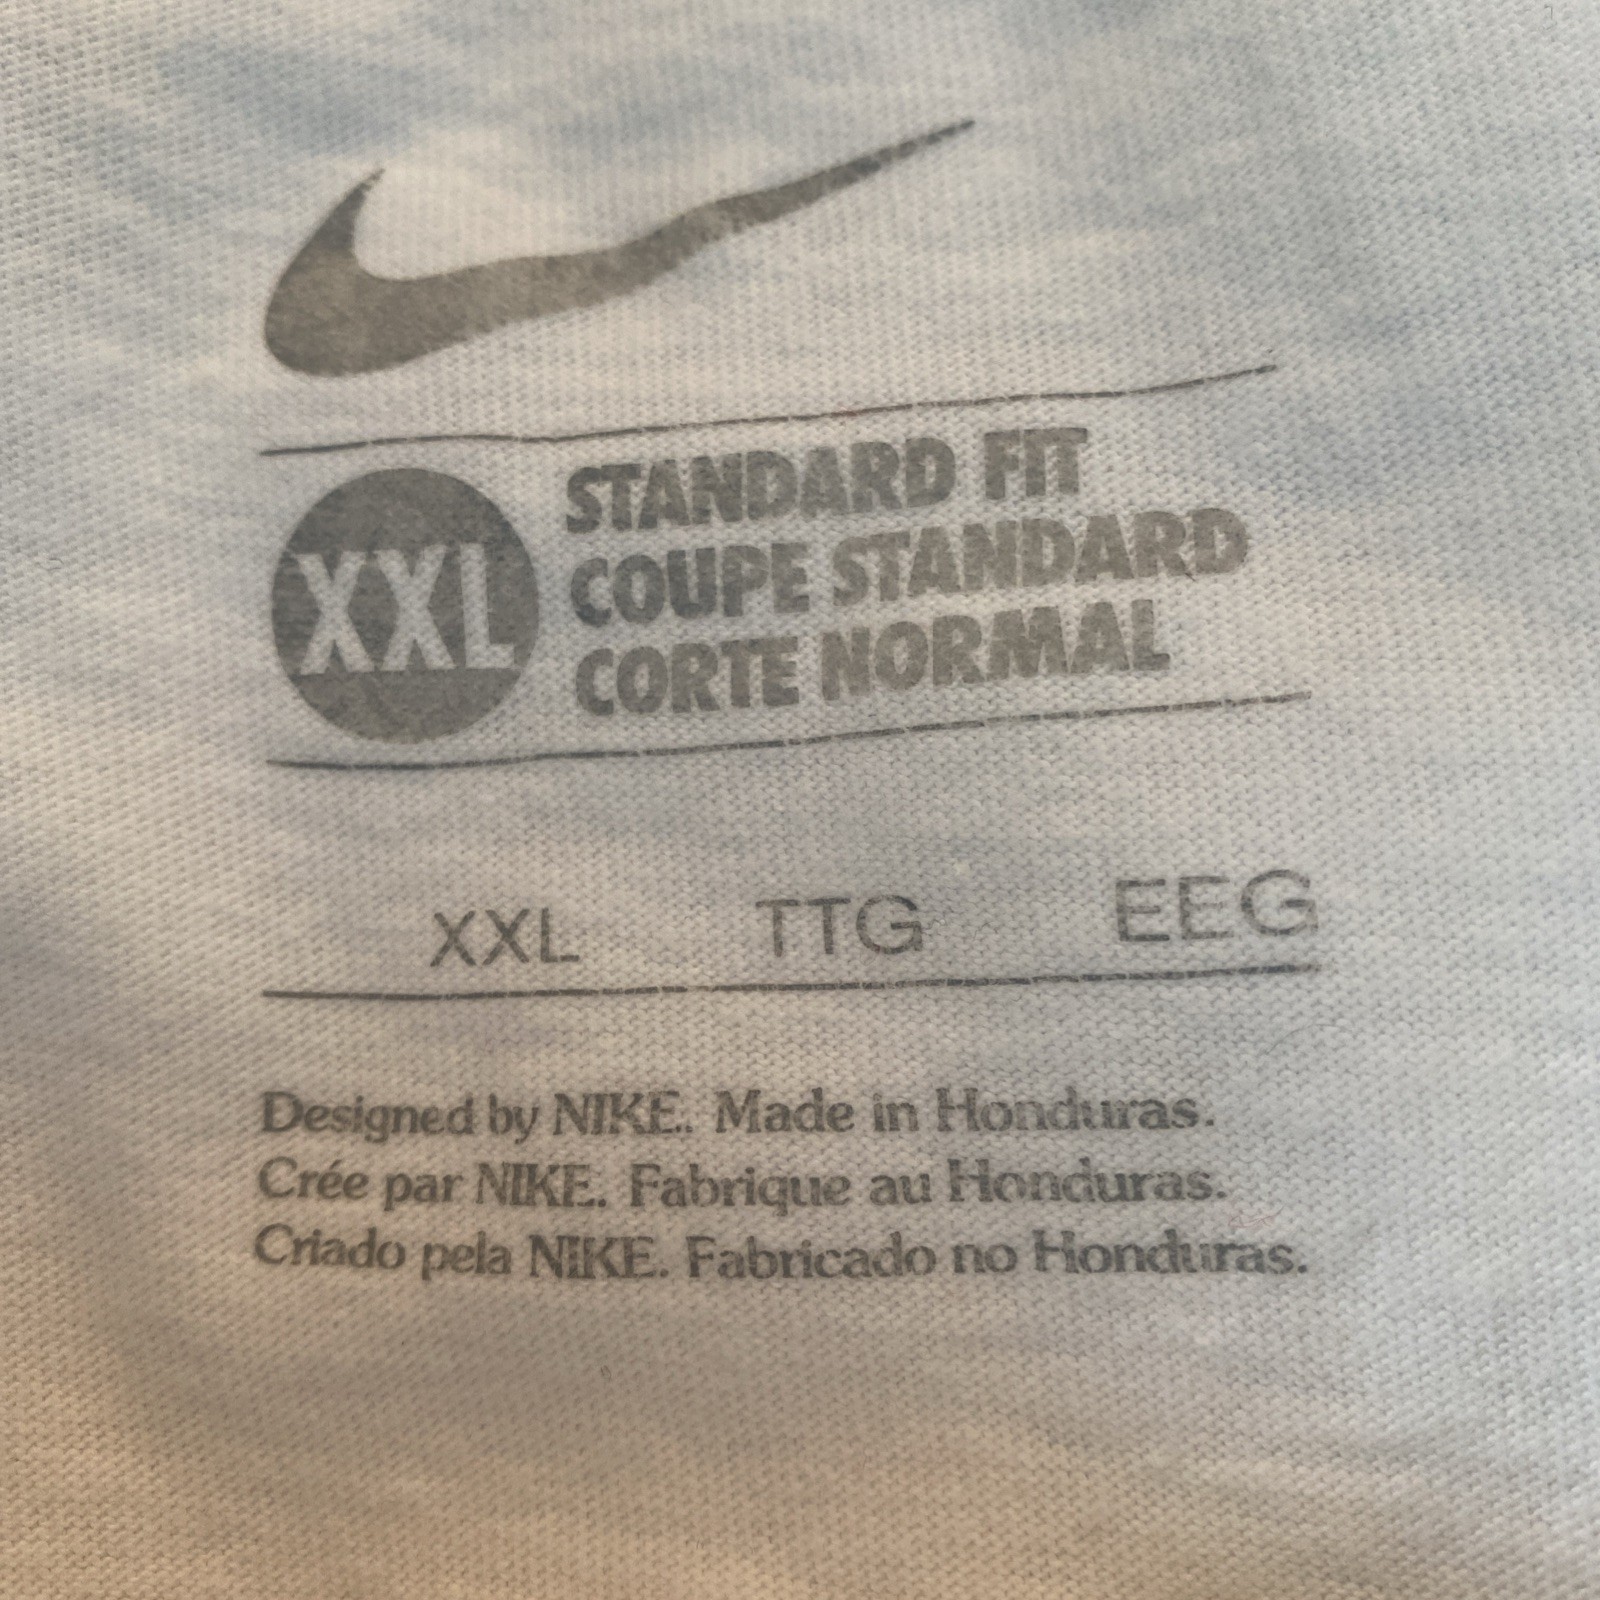 XXL
STANDARD FIT
COUPE STANDARD
CORTE NORMAL
XXL TTG EEG
Designed by NIKE. Made in Honduras.
Crée par NIKE. Fabrique au Honduras.
Criado pela NIKE. Fabricado no Honduras.